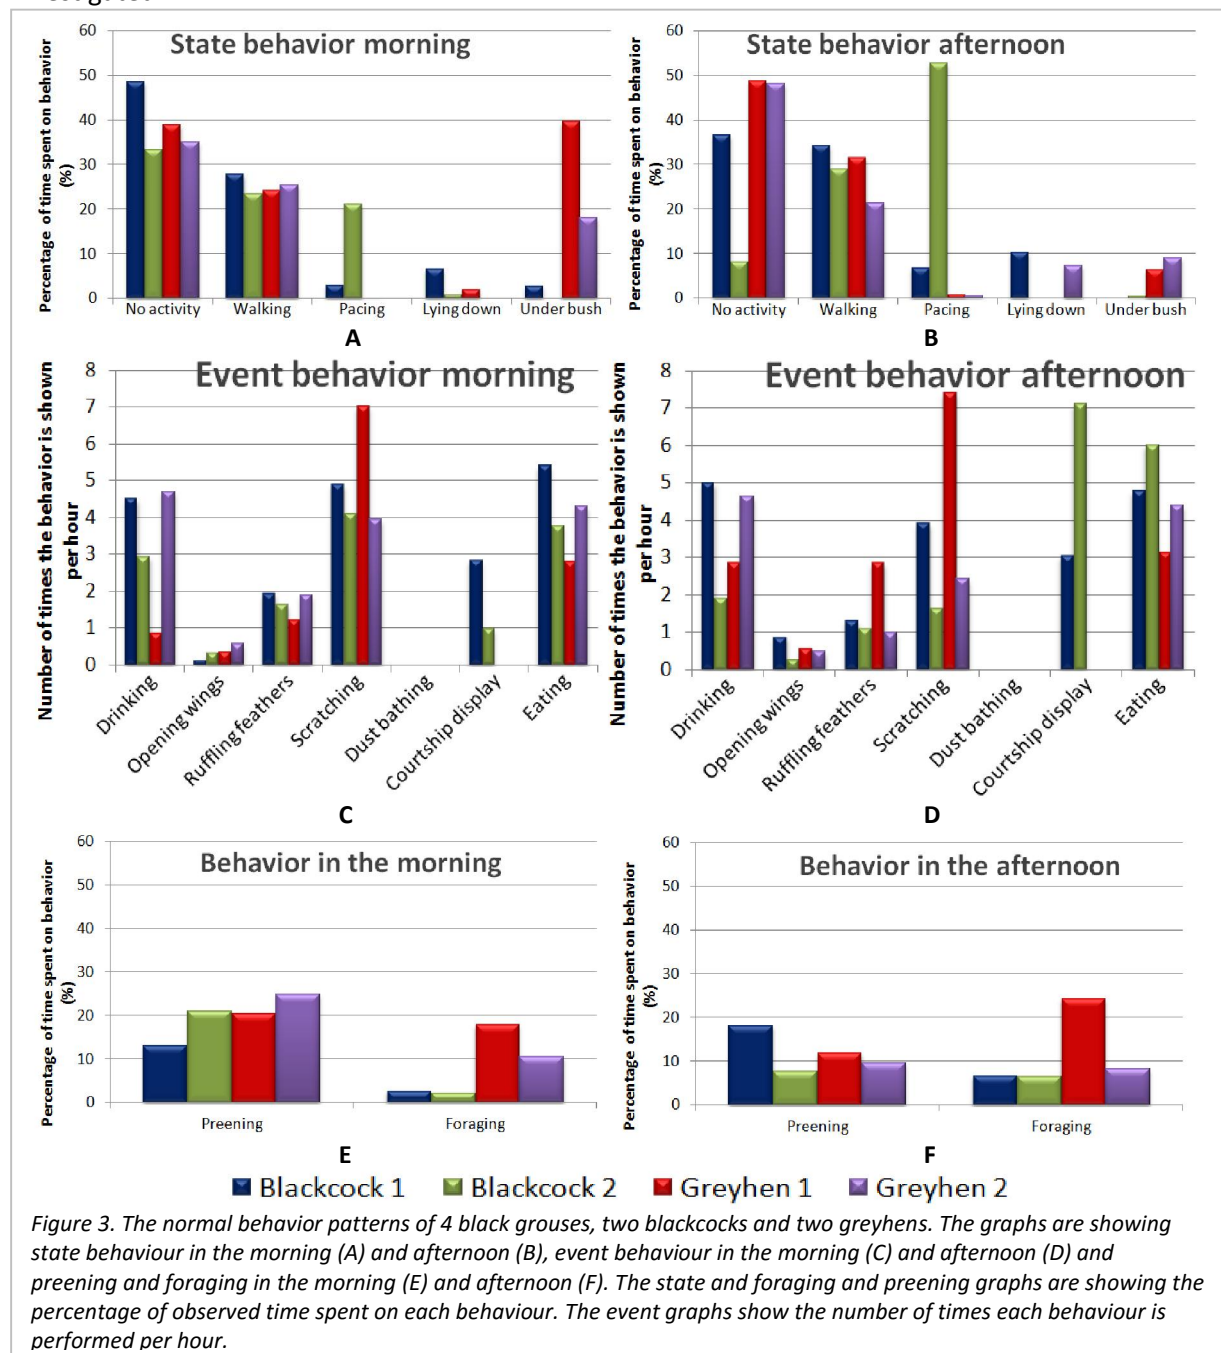 State behavior morning
Percentage of time spent on behavior
(%)
60
50
40
30
20
10
0
No activity Walking Pacing Lying down Under bush
A
State behavior afternoon
Percentage of time spent on behavior
(%)
60
50
40
30
20
10
0
No activity Walking Pacing Lying down Under bush
B
Event behavior morning
Number of times the behavior is shown
per hour
8
7
6
5
4
3
2
1
0
Drinking
Opening wings
Ruffling feathers
Scratching
Dust bathing
Courtship display
Eating
C
Event behavior afternoon
Number of times the behavior is shown
per hour
8
7
6
5
4
3
2
1
0
Drinking
Opening wings
Ruffling feathers
Scratching
Dust bathing
Courtship display
Eating
D
Behavior in the morning
Percentage of time spent on behavior
(%)
60
50
40
30
20
10
0
Preening Foraging
E
Behavior in the afternoon
Percentage of time spent on behavior
(%)
60
50
40
30
20
10
0
Preening Foraging
F
Blackcock 1 Blackcock 2 Greyhen 1 Greyhen 2
Figure 3. The normal behavior patterns of 4 black grouses, two blackcocks and two greyhens. The graphs are showing
state behaviour in the morning (A) and afternoon (B), event behaviour in the morning (C) and afternoon (D) and
preening and foraging in the morning (E) and afternoon (F). The state and foraging and preening graphs are showing the
percentage of observed time spent on each behaviour. The event graphs show the number of times each behaviour is
performed per hour.